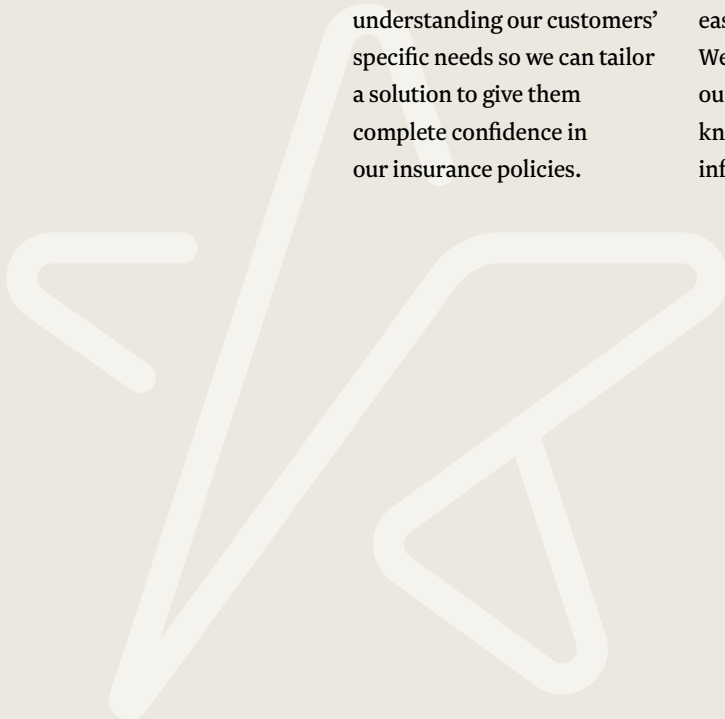 understanding our customers’
specific needs so we can tailor
a solution to give them
complete confidence in
our insurance policies.